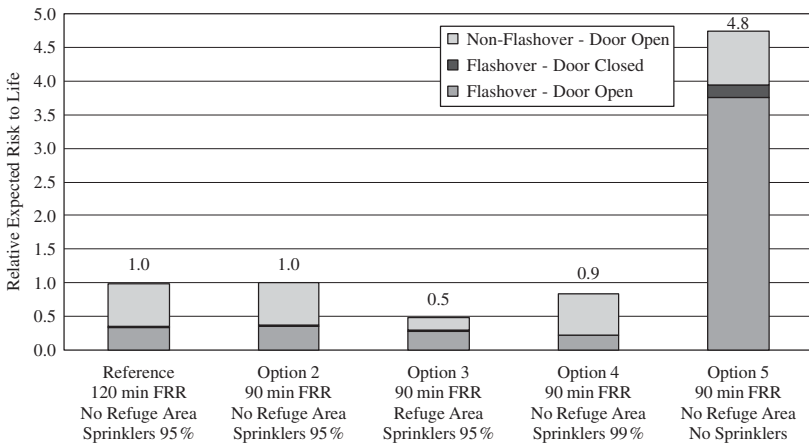 Relative Expected Risk to Life
5.0
4.5
4.0
3.5
3.0
2.5
2.0
1.5
1.0
0.5
0.0
Non-Flashover - Door Open
Flashover - Door Closed
Flashover - Door Open
1.0
1.0
0.5
0.9
4.8
Reference
120 min FRR
No Refuge Area
Sprinklers 95%
Option 2
90 min FRR
No Refuge Area
Sprinklers 95%
Option 3
90 min FRR
Refuge Area
Sprinklers 95%
Option 4
90 min FRR
No Refuge Area
Sprinklers 99%
Option 5
90 min FRR
No Refuge Area
No Sprinklers